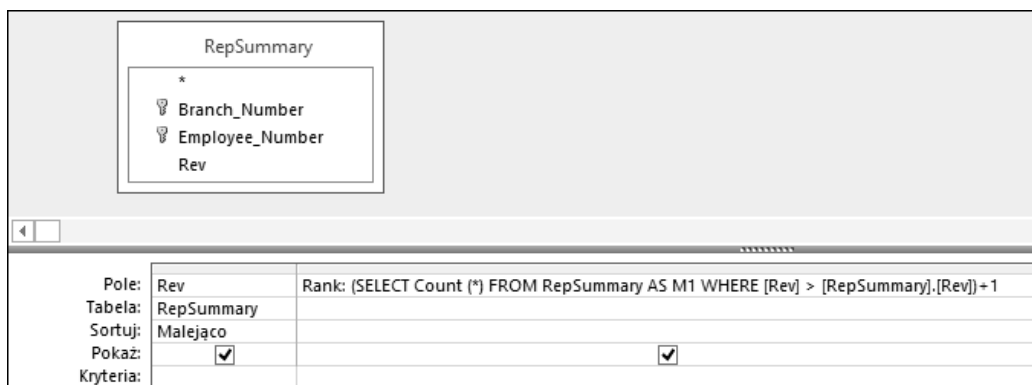 RepSummary
*
Branch_Number
Employee_Number
Rev
Pole: Rev Rank: (SELECT Count (*) FROM RepSummary AS M1 WHERE [Rev] > [RepSummary].[Rev])+1
Tabela: RepSummary
Sortuj: Malejąco
Pokaż:
Kryteria: